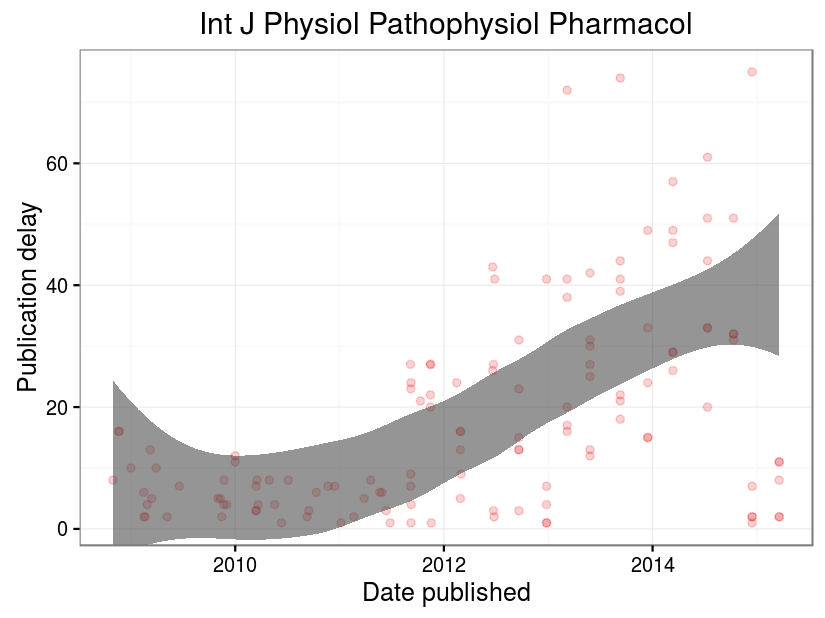 Int J Physiol Pathophysiol Pharmacol
Publication delay
60
40
20
0
2010 2012 2014
Date published